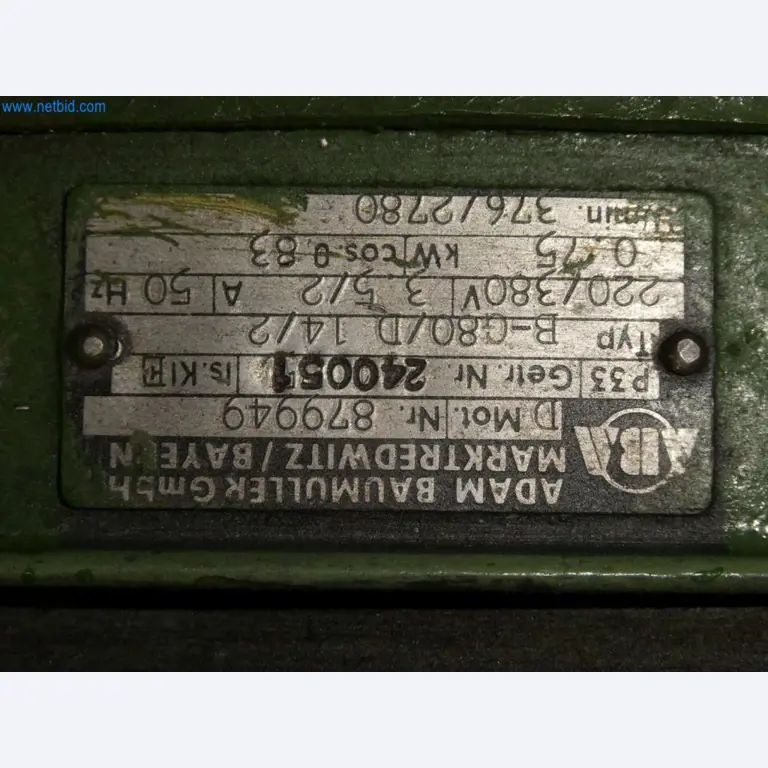 www.netbid.com
ABA
ADAM BAUMÜLLER Gmbh
MARKTREDWITZ/BAYERN
D Mot. Nr. 879949
P33 Getr. Nr 240051 Is.Kl
Typ B-G80/D 14/2
220/380V 3,5/2 A 50 Hz
0,75 kW cos 0.83
/min. 376/2780